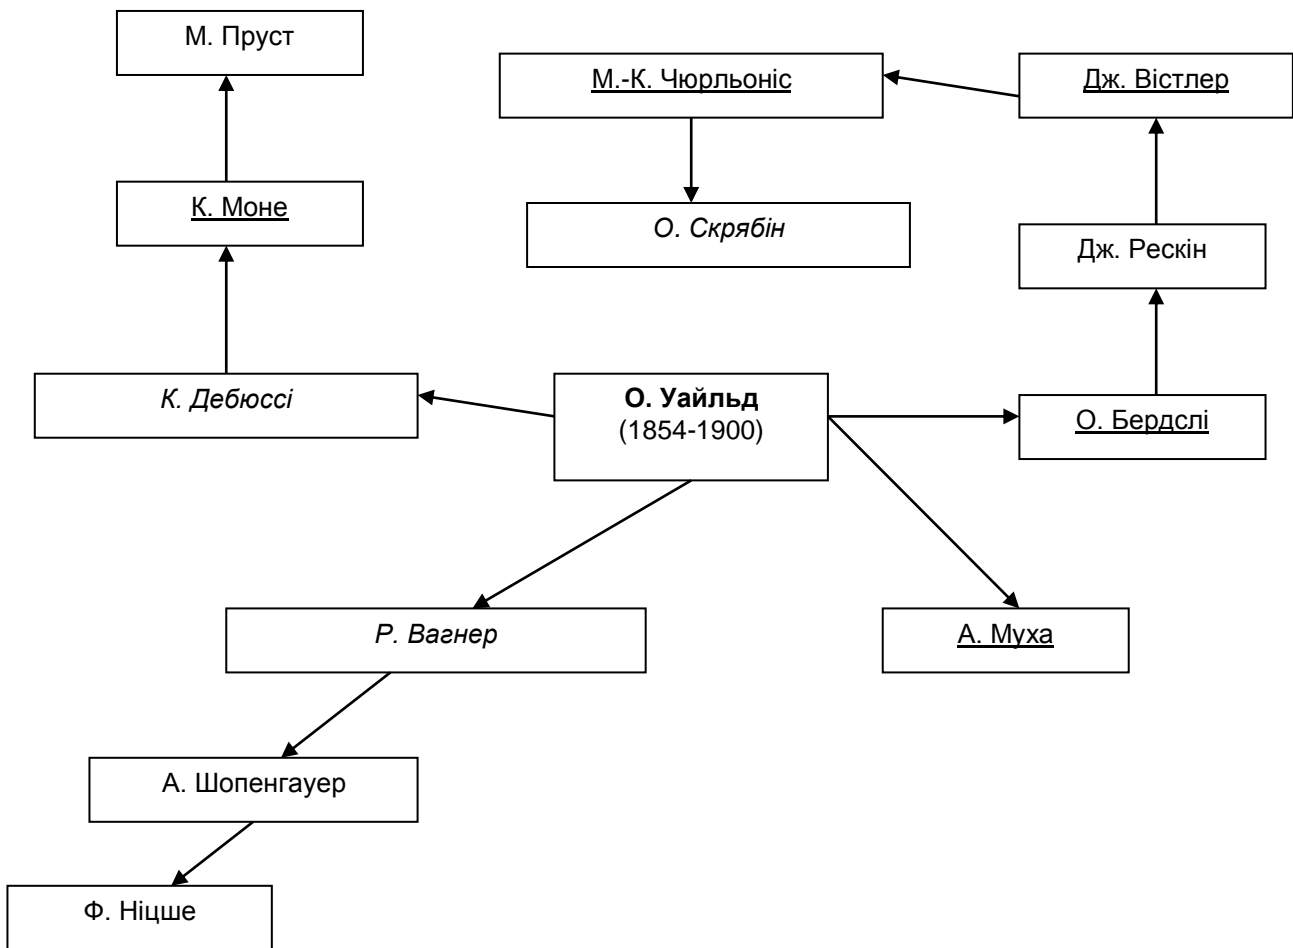 М. Пруст
М.-К. Чюрльоніс
Дж. Вістлер
К. Моне
О. Скрябін
Дж. Рескін
К. Дебюссі
О. Уайльд
(1854-1900)
О. Бердслі
Р. Вагнер
А. Муха
А. Шопенгауер
Ф. Ніцше